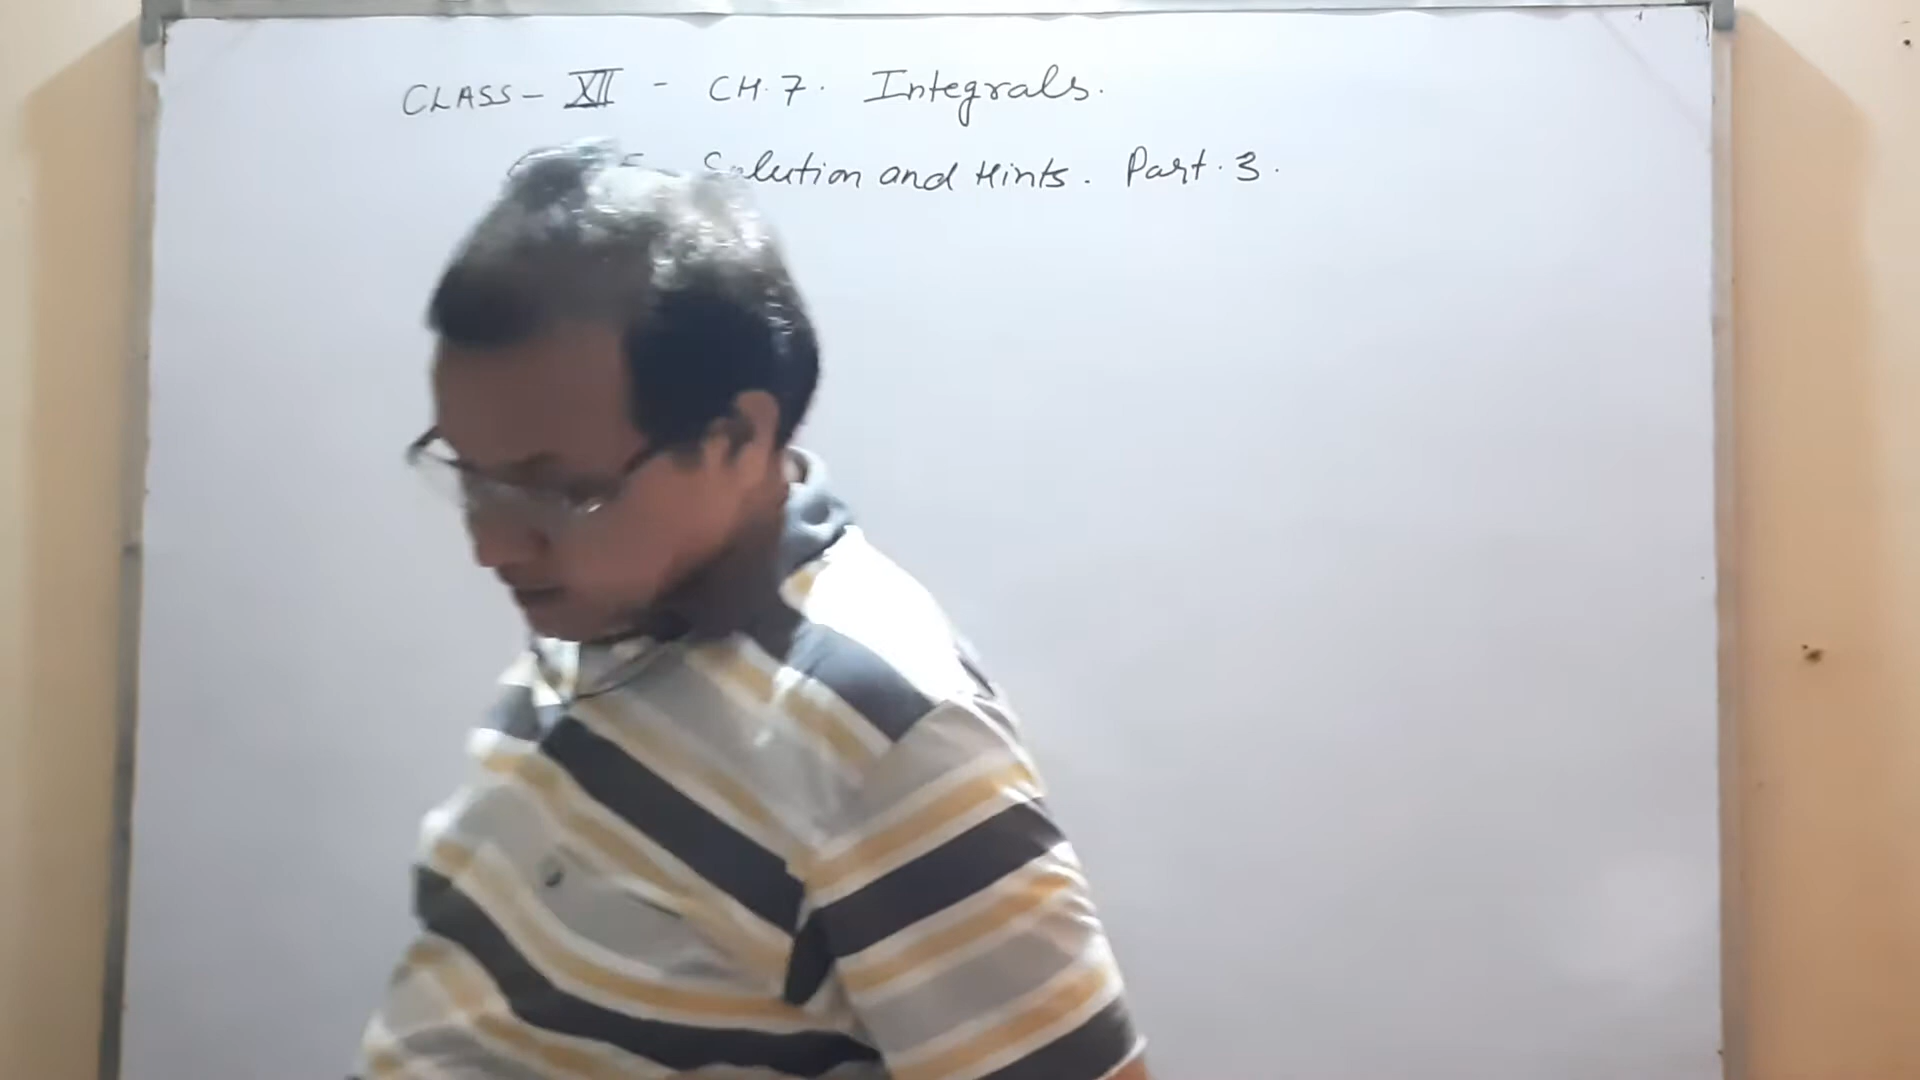 CLASS - XII - CH.7. Integrals.
Solution and Hints. Part.3.